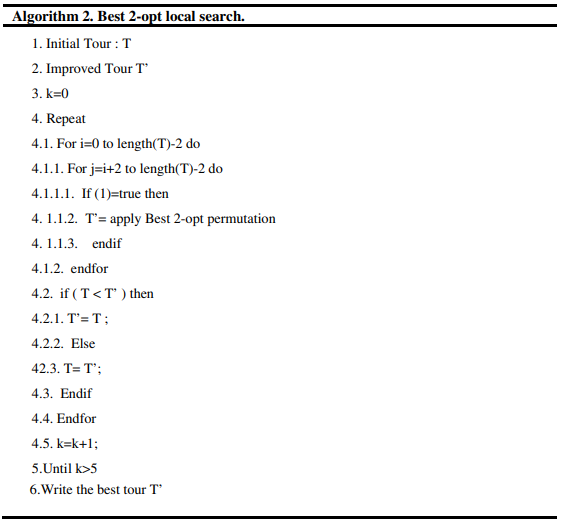 Algorithm 2. Best 2-opt local search.
1. Initial Tour : T
2. Improved Tour T’
3. k=0
4. Repeat
4.1. For i=0 to length(T)-2 do
4.1.1. For j=i+2 to length(T)-2 do
4.1.1.1. If (1)=true then
4. 1.1.2. T’= apply Best 2-opt permutation
4. 1.1.3. endif
4.1.2. endfor
4.2. if ( T < T’ ) then
4.2.1. T’= T ;
4.2.2. Else
42.3. T= T’;
4.3. Endif
4.4. Endfor
4.5. k=k+1;
5.Until k>5
6.Write the best tour T’